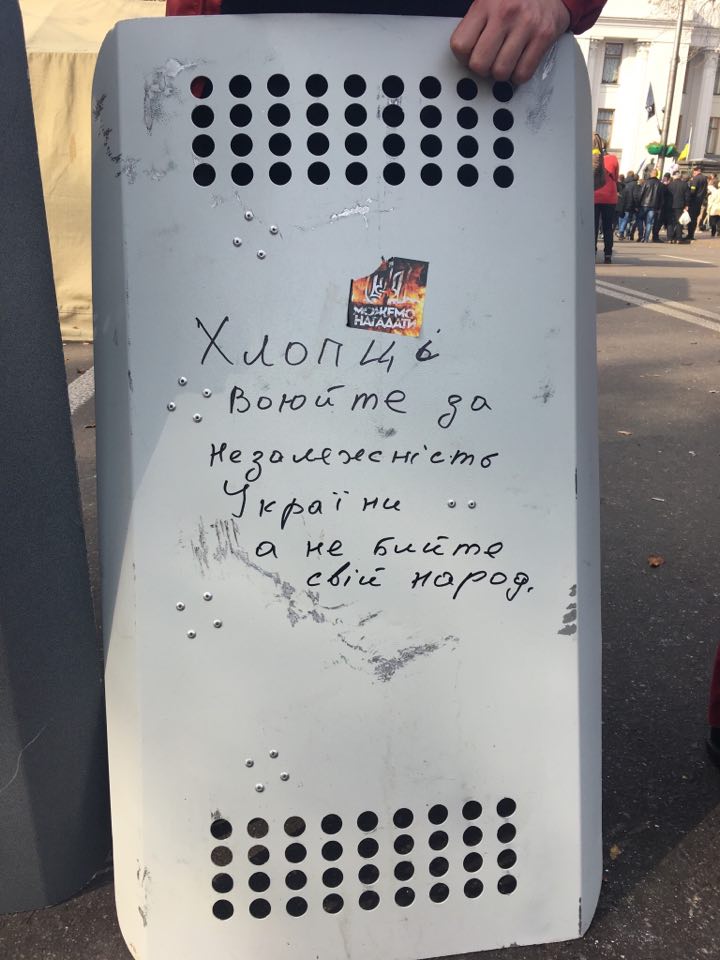 МОЖЕМО
НАГАДАТИ
Хлопці
воюйте за
незалежність
України
а не бийте
свій народ.